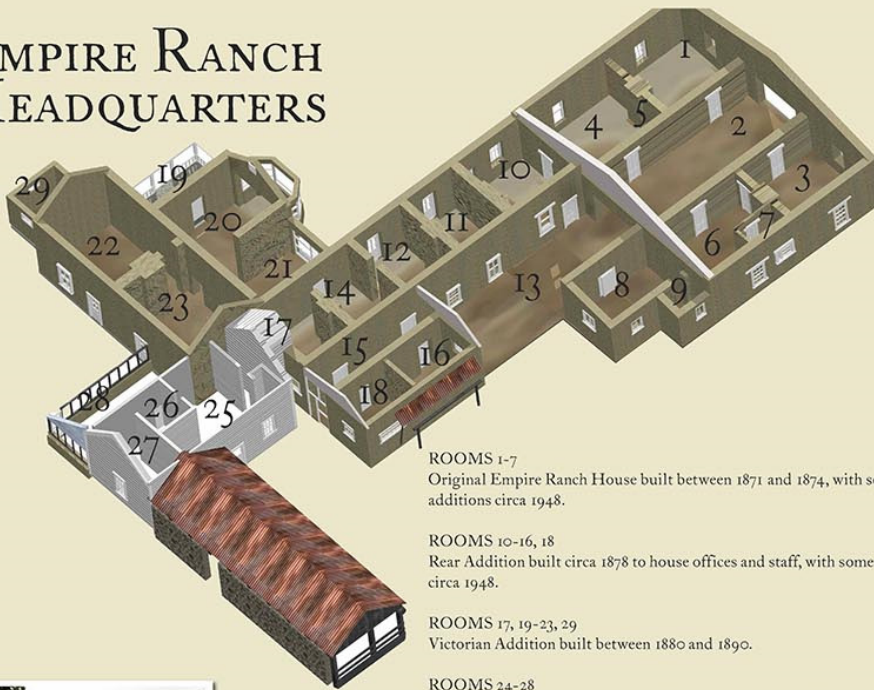 MPIRE RANCH
EADQUARTERS
1
2
3
4
5
6
7
8
9
10
11
12
13
14
15
16
17
18
19
20
21
22
23
25
26
27
28
29
ROOMS 1-7
Original Empire Ranch House built between 1871 and 1874, with
additions circa 1948.
ROOMS 10-16, 18
Rear Addition built circa 1878 to house offices and staff, with some
circa 1948.
ROOMS 17, 19-23, 29
Victorian Addition built between 1880 and 1890.
ROOMS 24-28